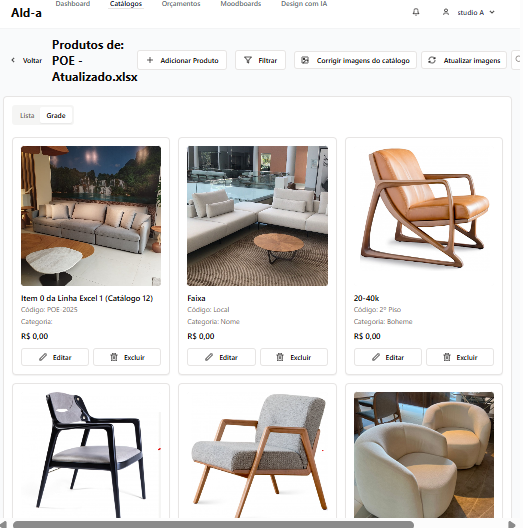 Ald-a
Dashboard
Catálogos
Orçamentos
Moodboards
Design com IA
studio A
Voltar
Produtos de:
POE -
Atualizado.xlsx
Adicionar Produto
Filtrar
Corrigir imagens do catálogo
Atualizar imagens
Lista
Grade
Item 0 da Linha Excel 1 (Catálogo 12)
Código: POE-2025
Categoria:
R$ 0,00
Editar
Excluir
Faixa
Código: Local
Categoria: Nome
R$ 0,00
Editar
Excluir
20-40k
Código: 2º Piso
Categoria: Boheme
R$ 0,00
Editar
Excluir